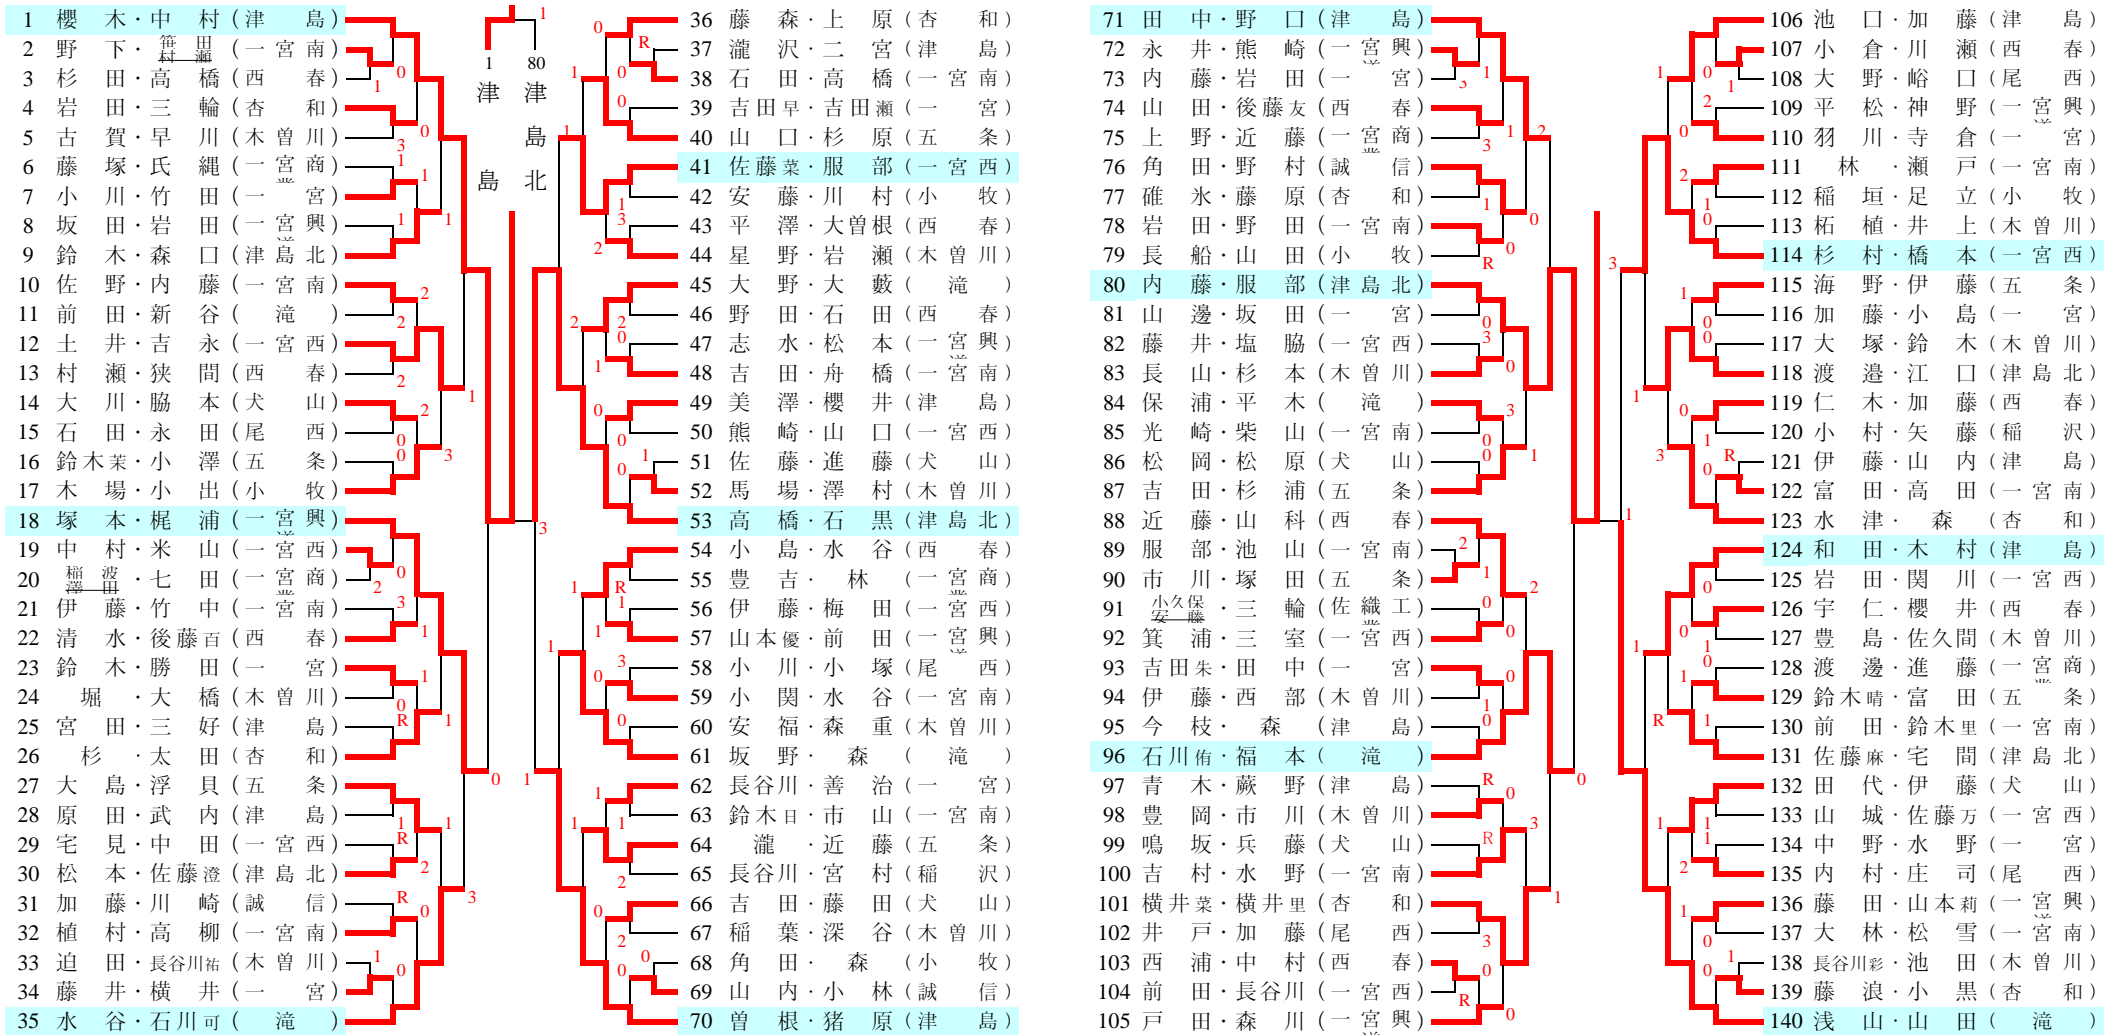 1 櫻木・中村(津島)
2 野下・笹田 村瀬(一宮南)
3 杉田・高橋(西春)
4 岩田・三輪(杏和)
5 古賀・早川(木曽川)
6 藤塚・氏縄(一宮商
7 小川・竹田(一宮)
8 坂田・岩田(一宮興
9 鈴木・森口(津島北)
10 佐野・内藤(一宮南)
11 前田・新谷(滝)
12 土井・吉永(一宮西)
13 村瀬・狭間(西春)
14 大川・脇本(犬山)
15 石田・永田(尾西)
16 鈴木茉・小澤(五条)
17 木場・小出(小牧)
18 塚本・梶浦(一宮興
19 中村・米山(一宮西)
20 稲波 澤田・七田(一宮商
21 伊藤・竹中(一宮南)
22 清水・後藤百(西春)
23 鈴木・勝田(一宮)
24 堀・大橋(木曽川)
25 宮田・三好(津島)
26 杉・太田(杏和)
27 大島・浮貝(五条)
28 原田・武内(津島)
29 宅見・中田(一宮西)
30 松本・佐藤澄(津島北)
31 加藤・川崎(誠信)
32 植村・高柳(一宮南)
33 迫田・長谷川祐(木曽川)
34 藤井・横井(一宮)
35 水谷・石川可(滝)
1 80
津島 津島北
36 藤森・上原(杏和)
37 瀧沢・二宮(津島)
38 石田・高橋(一宮南)
39 吉田早・吉田瀬(一宮)
40 山口・杉原(五条)
41 佐藤菜・服部(一宮西)
42 安藤・川村(小牧)
43 平澤・大曽根(西春)
44 星野・岩瀬(木曽川)
45 大野・大藪(滝)
46 野田・石田(西春)
47 志水・松本(一宮興
48 吉田・舟橋(一宮南)
49 美澤・櫻井(津島)
50 熊崎・山口(一宮西)
51 佐藤・進藤(犬山)
52 馬場・澤村(木曽川)
53 高橋・石黒(津島北)
54 小島・水谷(西春)
55 豊吉・林(一宮商
56 伊藤・梅田(一宮西)
57 山本優・前田(一宮興
58 小川・小塚(尾西)
59 小関・水谷(一宮南)
60 安福・森重(木曽川)
61 坂野・森(滝)
62 長谷川・善治(一宮)
63 鈴木日・市山(一宮南)
64 瀧・近藤(五条)
65 長谷川・宮村(稲沢)
66 吉田・藤田(犬山)
67 稲葉・深谷(木曽川)
68 角田・森(小牧)
69 山内・小林(誠信)
70 曽根・猪原(津島)
71 田中・野口(津島)
72 永井・熊崎(一宮興
73 内藤・岩田(一宮)
74 山田・後藤友(西春)
75 上野・近藤(一宮商
76 角田・野村(誠信)
77 碓氷・藤原(杏和)
78 岩田・野田(一宮南)
79 長船・山田(小牧)
80 内藤・服部(津島北)
81 山邊・坂田(一宮)
82 藤井・塩脇(一宮西)
83 長山・杉本(木曽川)
84 保浦・平木(滝)
85 光崎・柴山(一宮南)
86 松岡・松原(犬山)
87 吉田・杉浦(五条)
88 近藤・山科(西春)
89 服部・池山(一宮南)
90 市川・塚田(五条)
91 小久保 安藤・三輪(佐織工
92 箕浦・三室(一宮西)
93 吉田朱・田中(一宮)
94 伊藤・西部(木曽川)
95 今枝・森(津島)
96 石川侑・福本(滝)
97 青木・蕨野(津島)
98 豊岡・市川(木曽川)
99 鳴坂・兵藤(犬山)
100 吉村・水野(一宮南)
101 横井菜・横井里(杏和)
102 井戸・加藤(尾西)
103 西浦・中村(西春)
104 前田・長谷川(一宮西)
105 戸田・森川(一宮興
106 池口・加藤(津島)
107 小倉・川瀬(西春)
108 大野・峪口(尾西)
109 平松・神野(一宮興
110 羽川・寺倉(一宮)
111 林・瀬戸(一宮南)
112 稲垣・足立(小牧)
113 柘植・井上(木曽川)
114 杉村・橋本(一宮西)
115 海野・伊藤(五条)
116 加藤・小島(一宮)
117 大塚・鈴木(木曽川)
118 渡邉・江口(津島北)
119 仁木・加藤(西春)
120 小村・矢藤(稲沢)
121 伊藤・山内(津島)
122 富田・高田(一宮南)
123 水津・森(杏和)
124 和田・木村(津島)
125 岩田・関川(一宮西)
126 宇仁・櫻井(西春)
127 豊島・佐久間(木曽川)
128 渡邊・進藤(一宮商
129 鈴木晴・富田(五条)
130 前田・鈴木里(一宮南)
131 佐藤麻・宅間(津島北)
132 田代・伊藤(犬山)
133 山城・佐藤万(一宮西)
134 中野・水野(一宮)
135 内村・庄司(尾西)
136 藤田・山本莉(一宮興
137 大林・松雪(一宮南)
138 長谷川彩・池田(木曽川)
139 藤浪・小黒(杏和)
140 浅山・山田(滝)